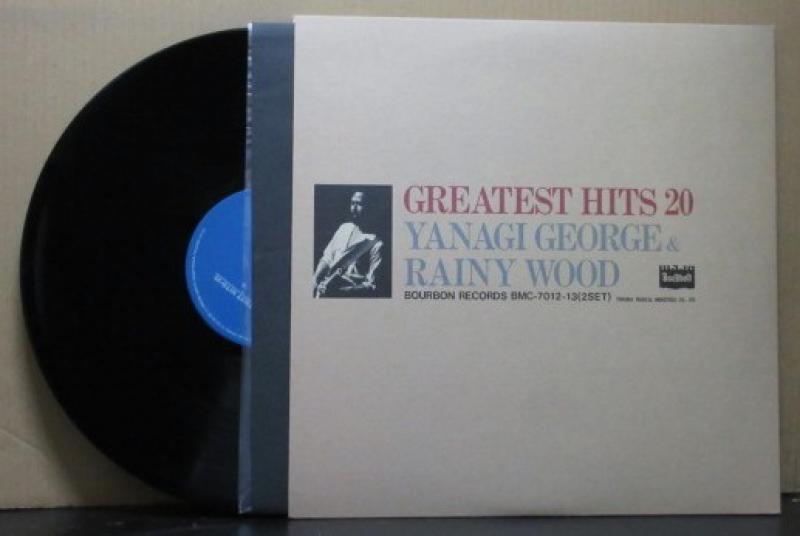 GREATEST HITS 20
YANAGI GEORGE &
RAINY WOOD
BOURBON RECORDS BMC-7012-13(2SET)